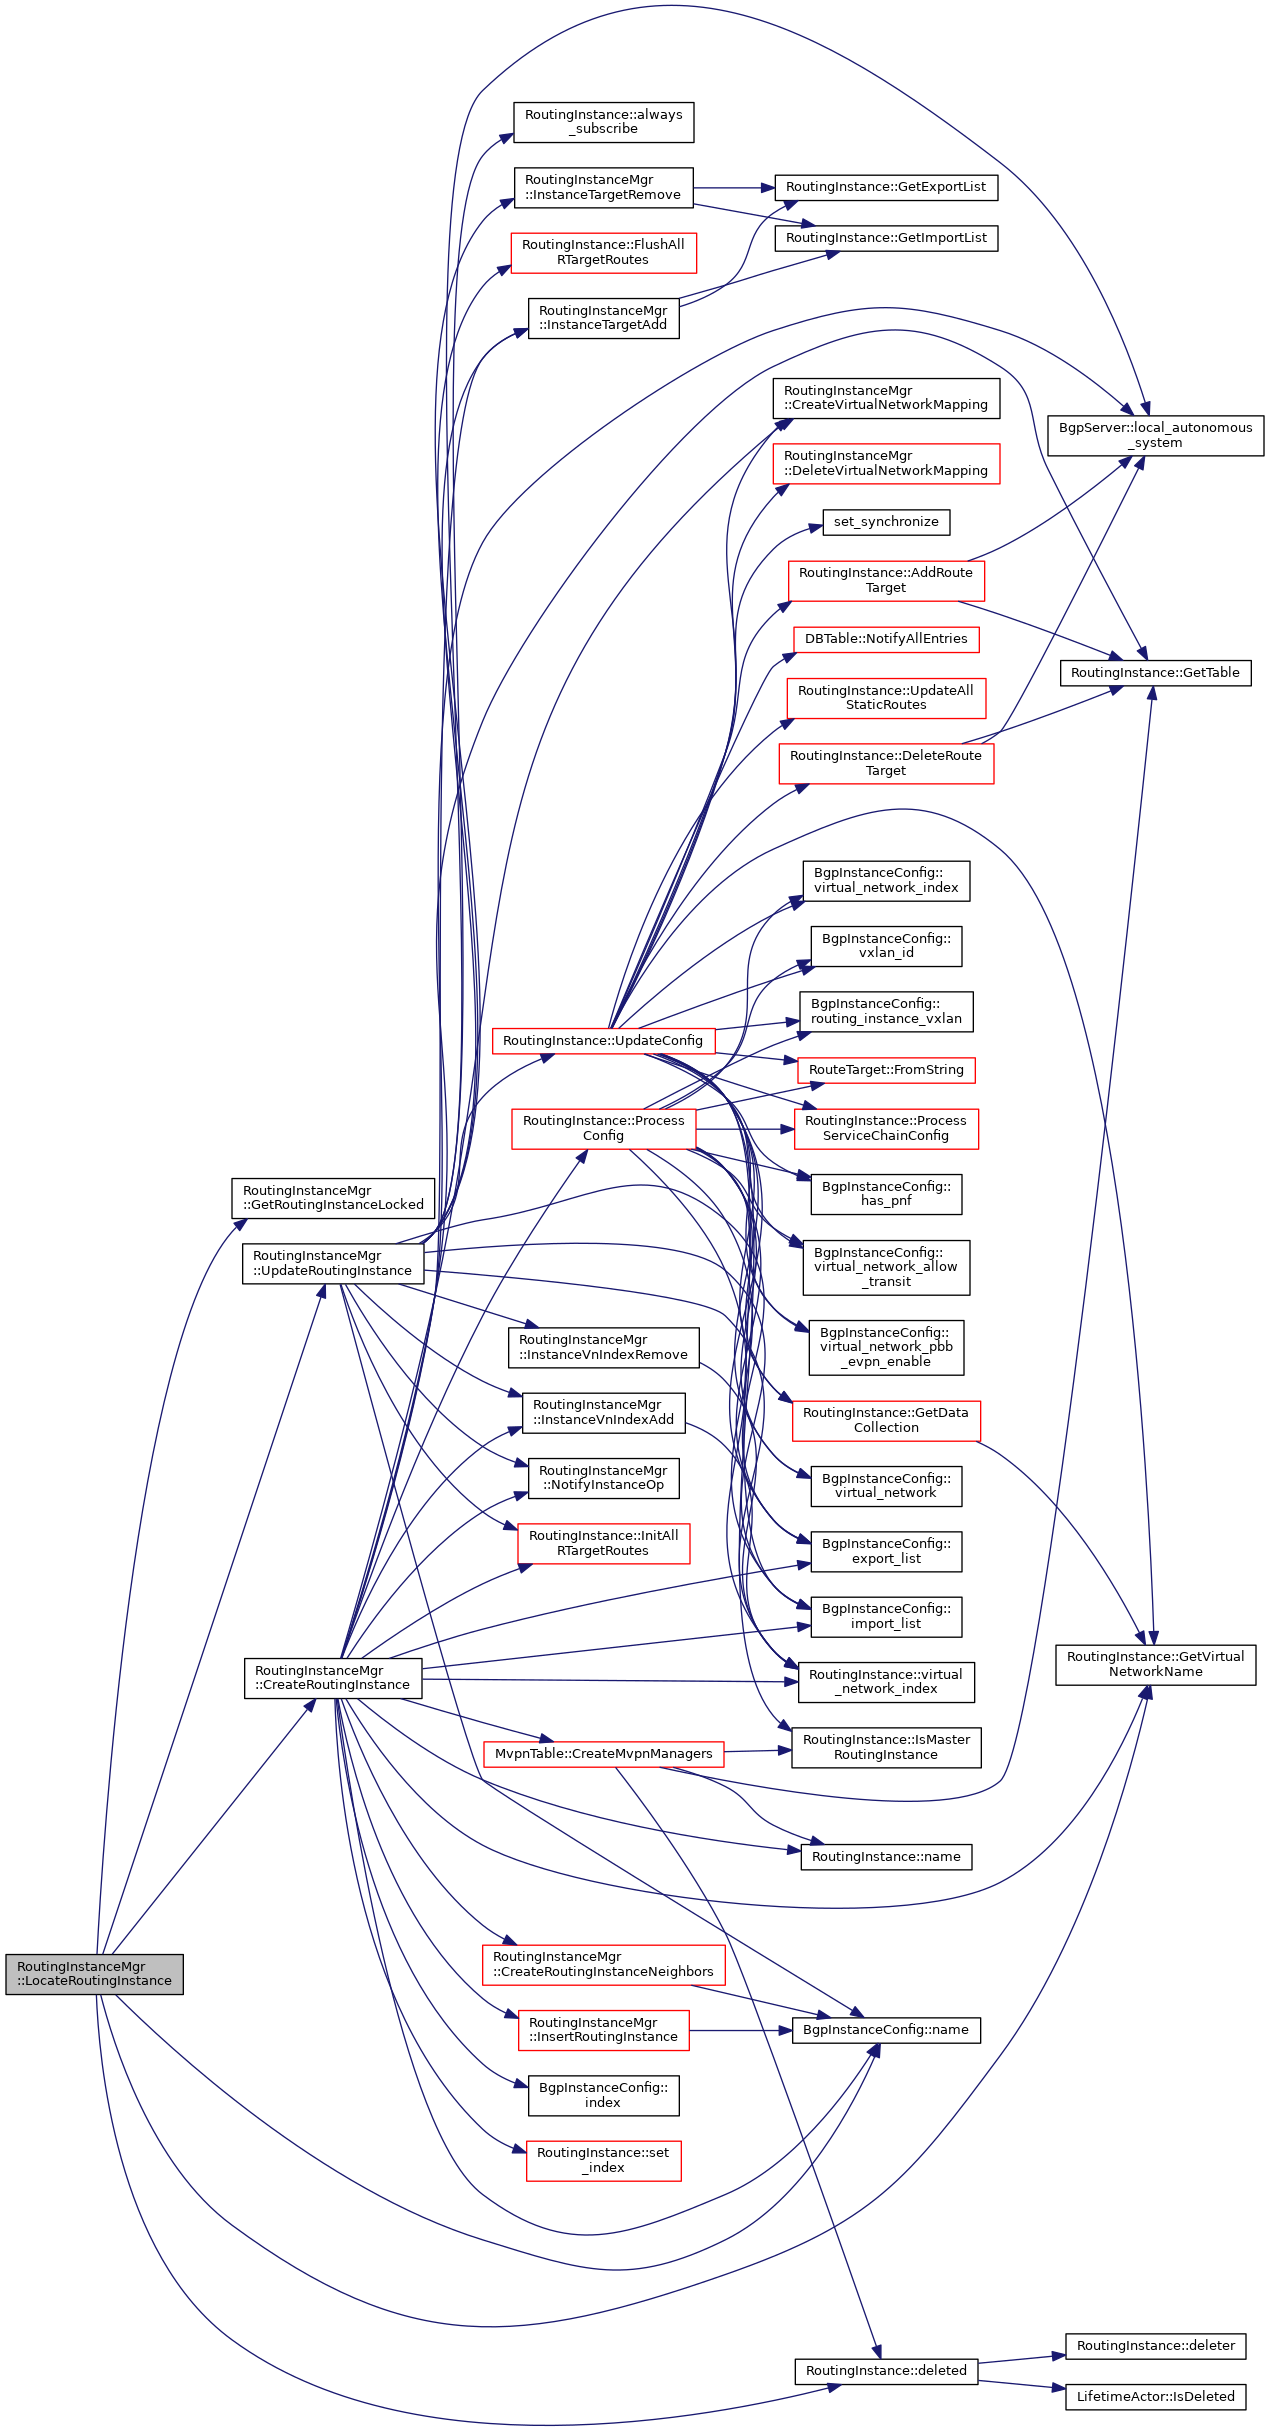 RoutingInstance::always
_subscribe
RoutingInstanceMgr
::InstanceTargetRemove
RoutingInstance::GetExportList
RoutingInstance::GetImportList
RoutingInstance::FlushAll
RTargetRoutes
RoutingInstanceMgr
::InstanceTargetAdd
RoutingInstanceMgr
::CreateVirtualNetworkMapping
BgpServer::local_autonomous
_system
RoutingInstanceMgr
::DeleteVirtualNetworkMapping
set_synchronize
RoutingInstance::AddRoute
Target
DBTable::NotifyAllEntries
RoutingInstance::GetTable
RoutingInstance::UpdateAll
StaticRoutes
RoutingInstance::DeleteRoute
Target
BgpInstanceConfig::
virtual_network_index
BgpInstanceConfig::
vxlan_id
BgpInstanceConfig::
routing_instance_vxlan
RoutingInstance::UpdateConfig
RouteTarget::FromString
RoutingInstance::Process
Config
RoutingInstance::Process
ServiceChainConfig
RoutingInstanceMgr
::GetRoutingInstanceLocked
BgpInstanceConfig::
has_pnf
RoutingInstanceMgr
::UpdateRoutingInstance
BgpInstanceConfig::
virtual_network_allow
_transit
RoutingInstanceMgr
::InstanceVnIndexRemove
BgpInstanceConfig::
virtual_network_pbb
_evpn_enable
RoutingInstanceMgr
::InstanceVnIndexAdd
RoutingInstance::GetData
Collection
RoutingInstanceMgr
::NotifyInstanceOp
BgpInstanceConfig::
virtual_network
RoutingInstance::InitAll
RTargetRoutes
BgpInstanceConfig::
export_list
BgpInstanceConfig::
import_list
RoutingInstance::GetVirtual
NetworkName
RoutingInstanceMgr
::CreateRoutingInstance
RoutingInstance::virtual
_network_index
MvpnTable::CreateMvpnManagers
RoutingInstance::IsMaster
RoutingInstance
RoutingInstance::name
RoutingInstanceMgr
::LocateRoutingInstance
RoutingInstanceMgr
::CreateRoutingInstanceNeighbors
RoutingInstanceMgr
::InsertRoutingInstance
BgpInstanceConfig::name
BgpInstanceConfig::
index
RoutingInstance::set
_index
RoutingInstance::deleted
RoutingInstance::deleter
LifetimeActor::IsDeleted